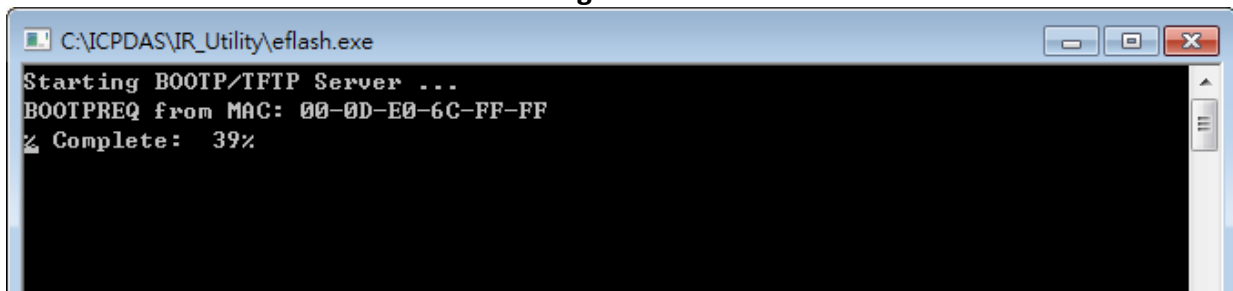 C:\ICPDAS\IR_Utility\eflash.exe
Starting BOOTP/TFTP Server ...
BOOTPREQ from MAC: 00-0D-E0-6C-FF-FF
% Complete:  39%